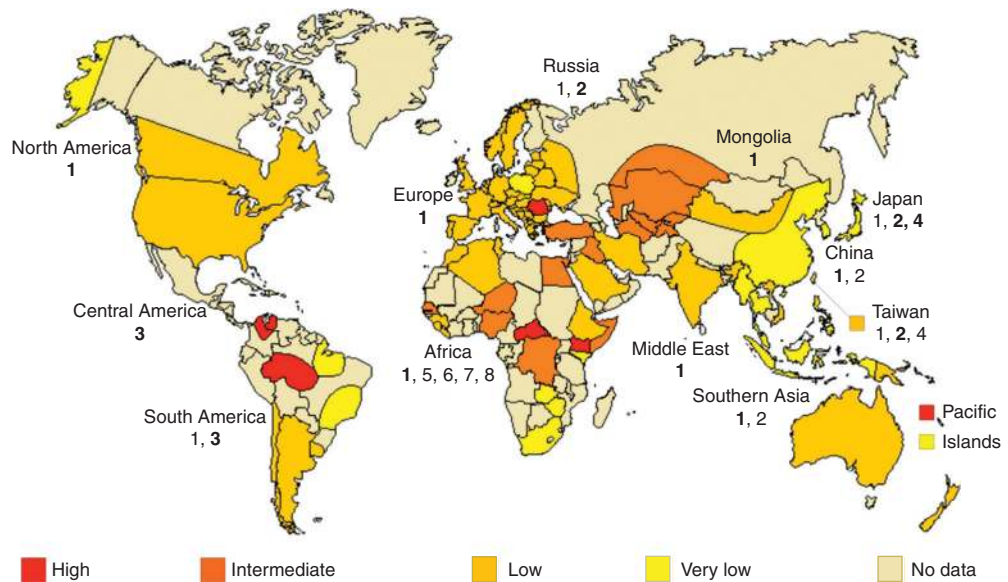 Russia
1, 2
North America
1
Mongolia
1
Europe
1
Japan
1, 2, 4
China
1, 2
Central America
3
Taiwan
1, 2, 4
Africa
1, 5, 6, 7, 8
Middle East
1
South America
1, 3
Southern Asia
1, 2
Pacific
Islands
High
Intermediate
Low
Very low
No data